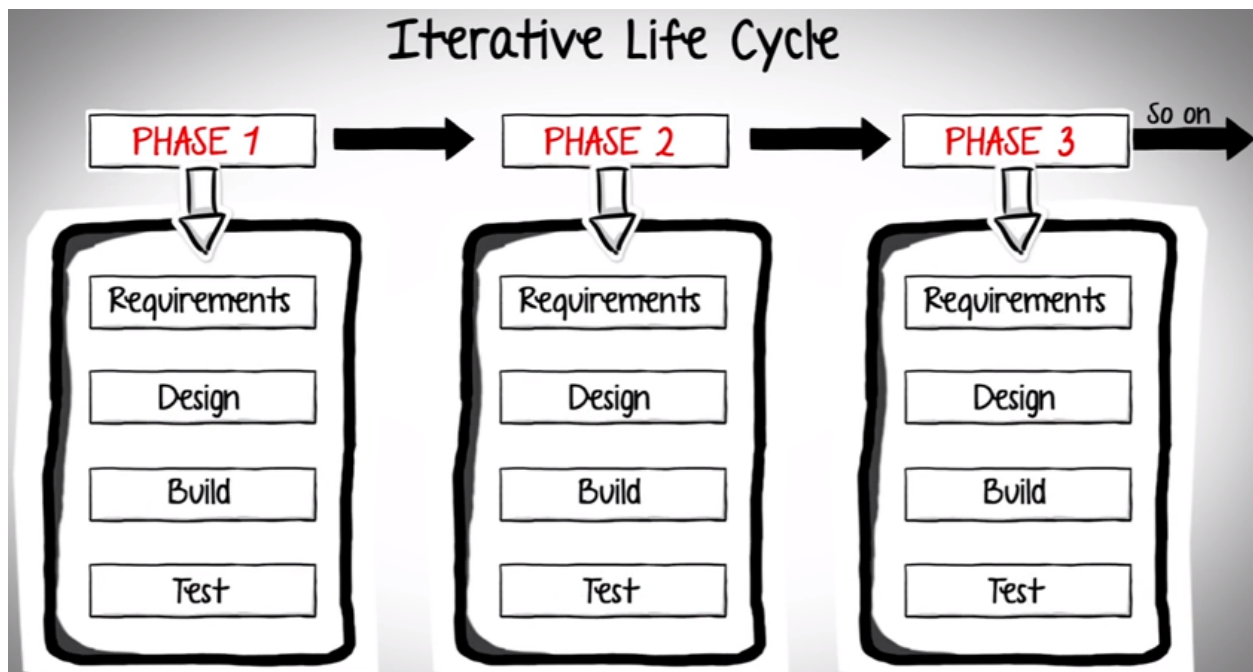 Iterative Life Cycle
PHASE 1
PHASE 2
PHASE 3
So on
Requirements
Design
Build
Test
Requirements
Design
Build
Test
Requirements
Design
Build
Test